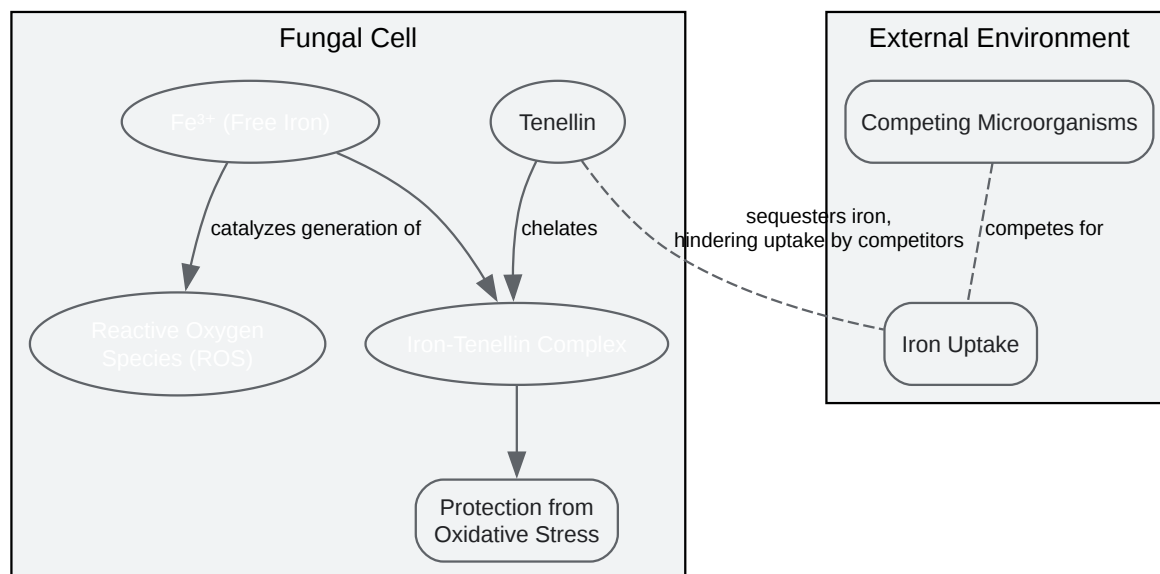 Fungal Cell
External Environment
Fe³⁺ (Free Iron)
Tenellin
Competing Microorganisms
catalyzes generation of
chelates
sequesters iron,
hindering uptake by competitors
competes for
Reactive Oxygen
Species (ROS)
Iron-Tenellin Complex
Iron Uptake
Protection from
Oxidative Stress